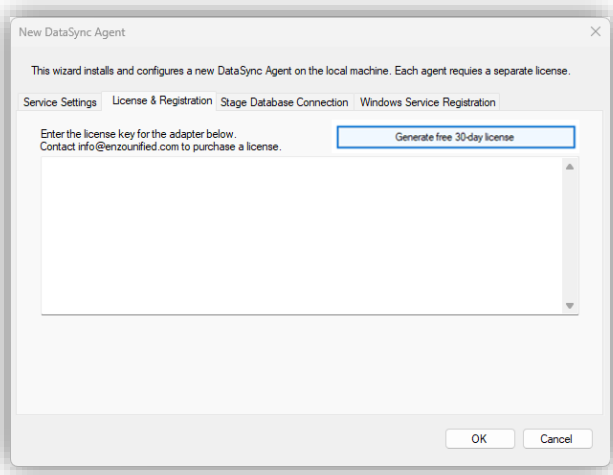 New DataSync Agent
This wizard installs and configures a new DataSync Agent on the local machine. Each agent requies a separate license.
Service Settings License & Registration Stage Database Connection Windows Service Registration
Enter the license key for the adapter below.
Contact info@enzounified.com to purchase a license.
Generate free 30-day license
OK Cancel